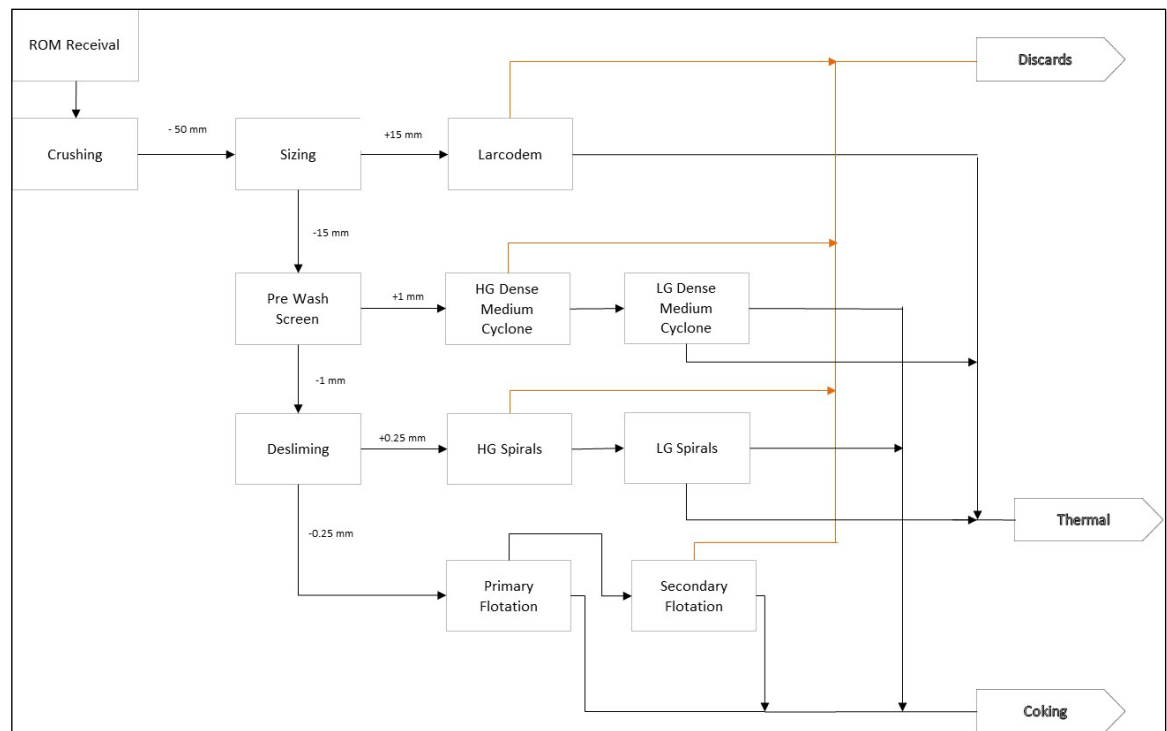 ROM Receival
Discards
- 50 mm
+15 mm
Crushing
Sizing
Larcodem
-15 mm
Pre Wash
Screen
+1 mm
HG Dense
Medium
Cyclone
LG Dense
Medium
Cyclone
-1 mm
Desliming
+0.25 mm
HG Spirals
LG Spirals
Thermal
-0.25 mm
Primary
Flotation
Secondary
Flotation
Coking